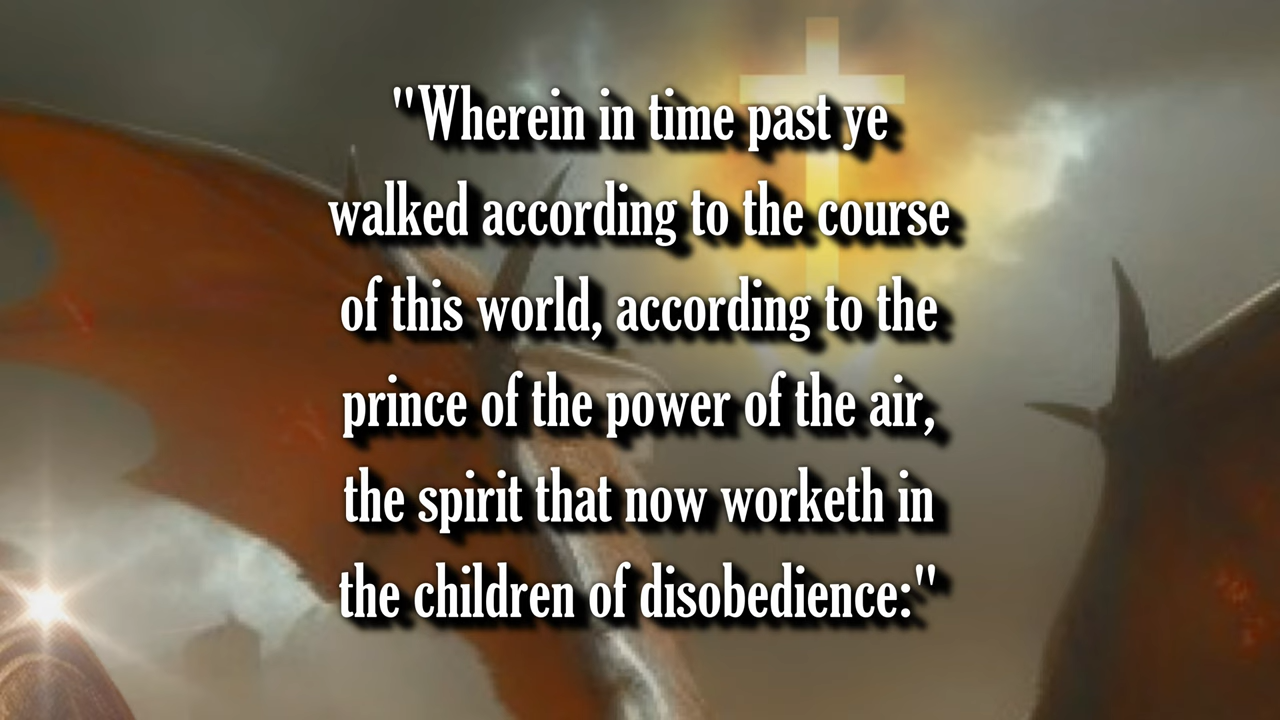 "Wherein in time past ye
walked according to the course
of this world, according to the
prince of the power of the air,
the spirit that now worketh in
the children of disobedience:"